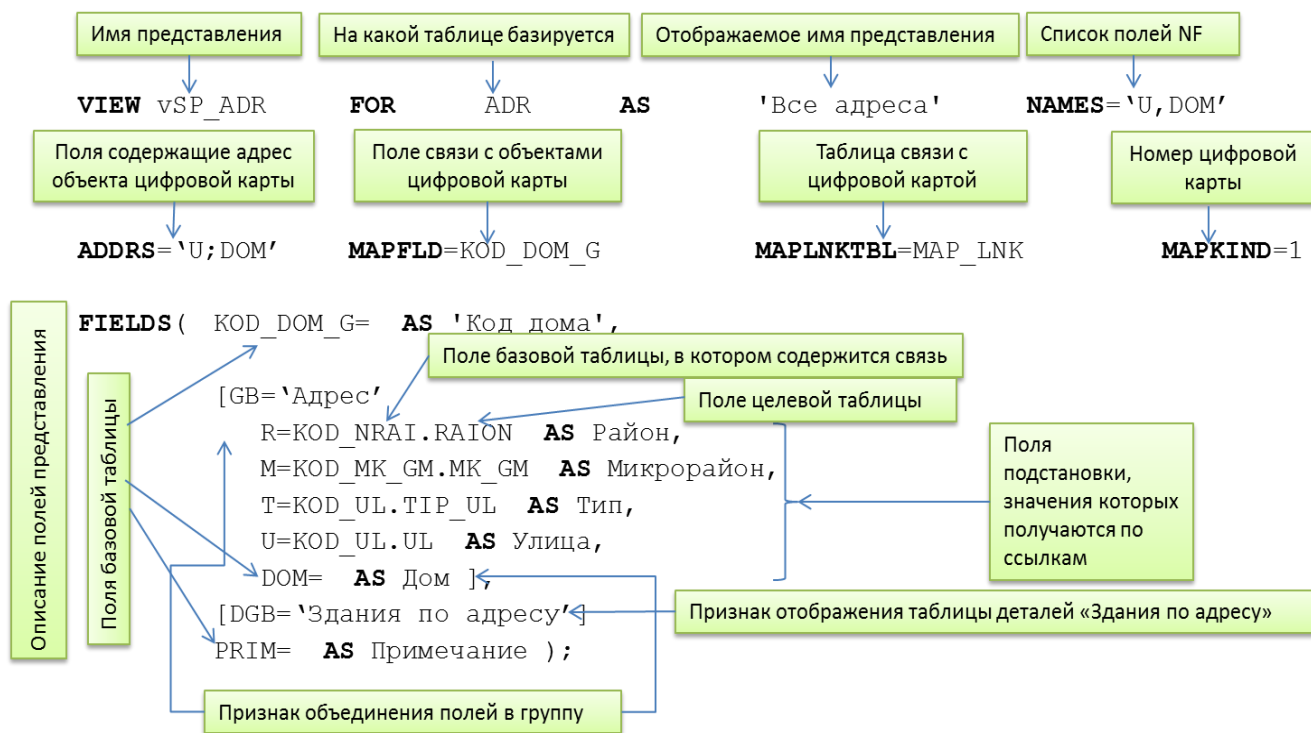 Имя представления
На какой таблице базируется
Отображаемое имя представления
Список полей NF
VIEW vSP_ADR FOR ADR AS 'Все адреса' NAMES=‘U,DOM’
Поля содержащие адрес
объекта цифровой карты
Поле связи с объектами
цифровой карты
Таблица связи с
цифровой картой
Номер цифровой
карты
ADDRS=‘U;DOM’ MAPFLD=KOD_DOM_G MAPLNKTBL=MAP_LNK MAPKIND=1
Описание полей представления
Поля базовой таблицы
FIELDS( KOD_DOM_G= AS 'Код дома',
Поле базовой таблицы, в котором содержится связь
[GB=‘Адрес’
Поле целевой таблицы
R=KOD_NRAI.RAION AS Район,
M=KOD_MK_GM.MK_GM AS Микрорайон,
T=KOD_UL.TIP_UL AS Тип,
U=KOD_UL.UL AS Улица,
DOM= AS Дом ],
Поля
подстановки,
значения которых
получаются по
ссылкам
[DGB=‘Здания по адресу’]
Признак отображения таблицы деталей «Здания по адресу»
PRIM= AS Примечание );
Признак объединения полей в группу